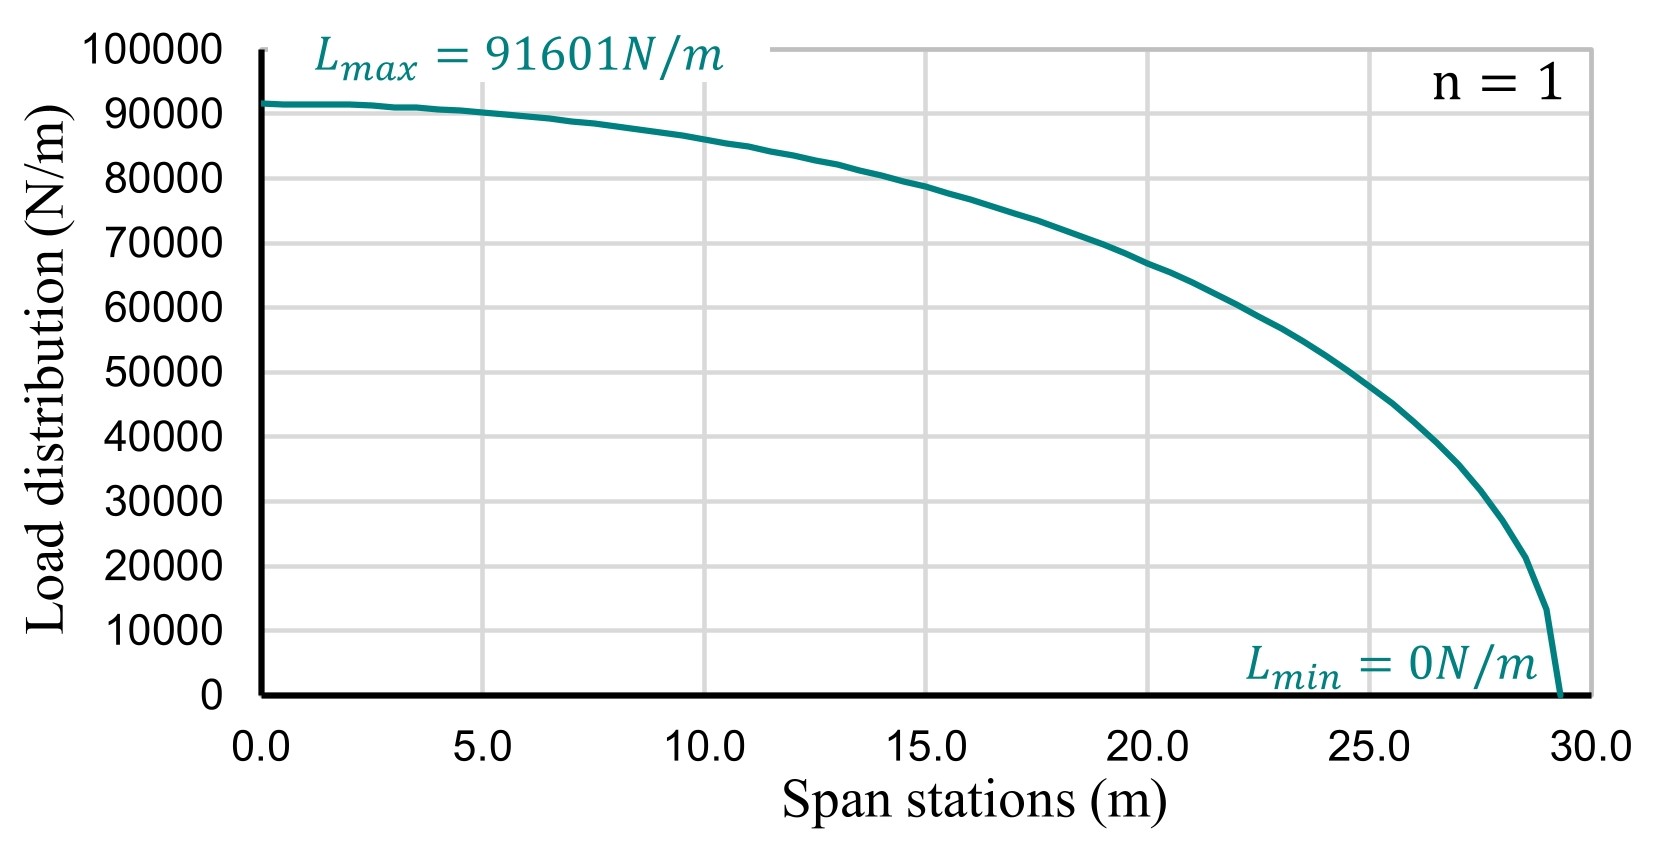 100000
90000
80000
70000
60000
50000
40000
30000
20000
10000
0
Load distribution (N/m)
L_max = 91601N/m
n = 1
L_min = 0N/m
0.0 5.0 10.0 15.0 20.0 25.0 30.0
Span stations (m)